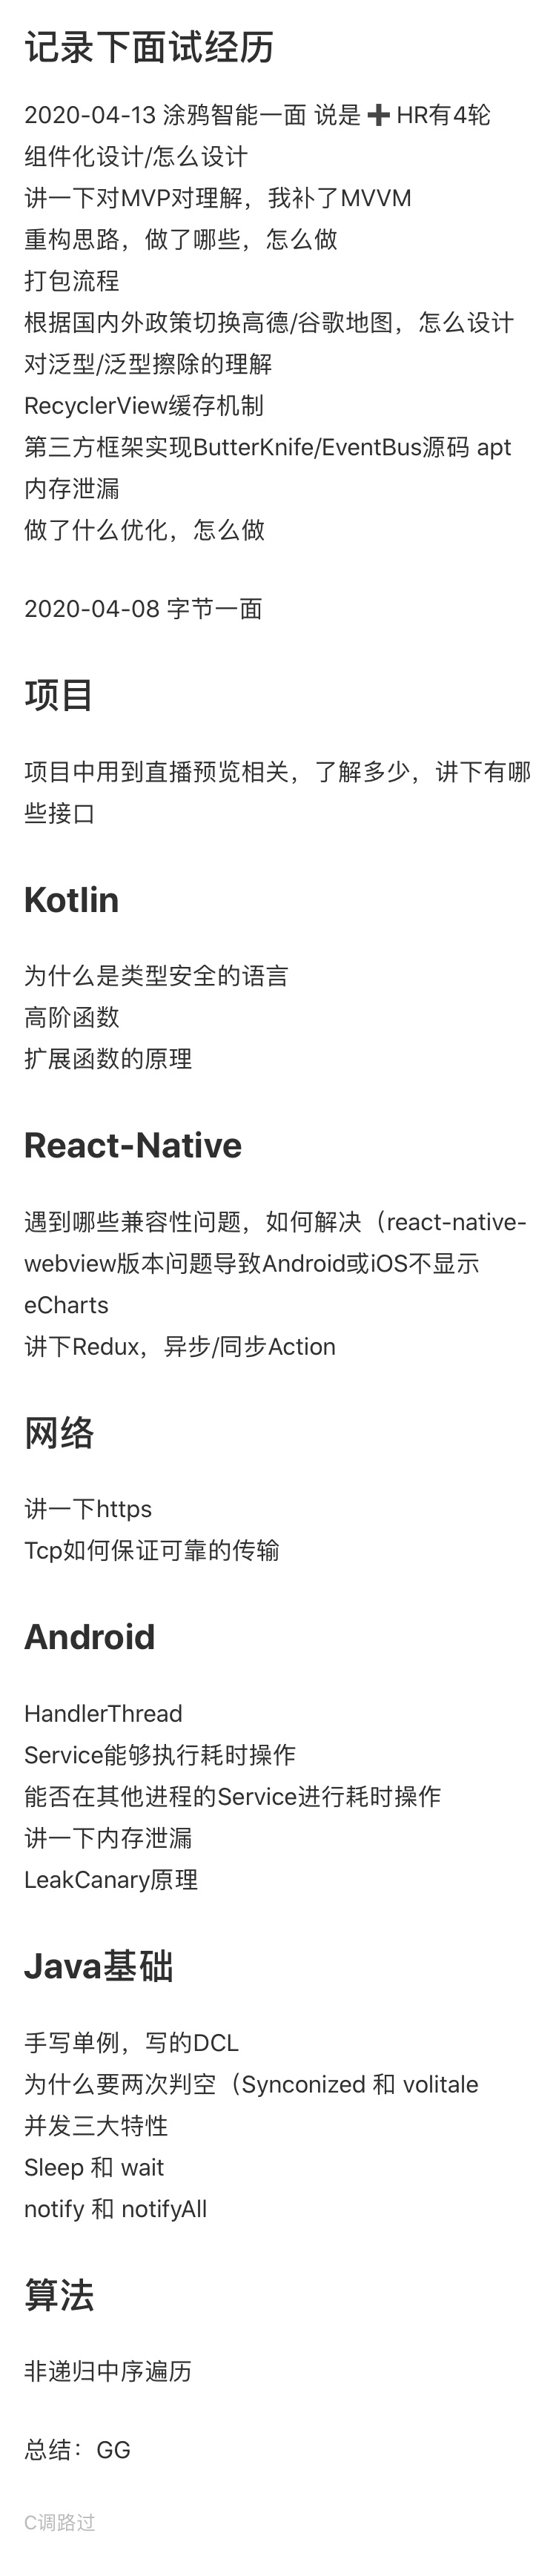 记录下面试经历
2020-04-13 涂鸦智能一面 说是➕HR有4轮
组件化设计/怎么设计
讲一下对MVP对理解，我补了MVVM
重构思路，做了哪些，怎么做
打包流程
根据国内外政策切换高德/谷歌地图，怎么设计
对泛型/泛型擦除的理解
RecyclerView缓存机制
第三方框架实现ButterKnife/EventBus源码 apt
内存泄漏
做了什么优化，怎么做
2020-04-08 字节一面
项目
项目中用到直播预览相关，了解多少，讲下有哪
些接口
Kotlin
为什么是类型安全的语言
高阶函数
扩展函数的原理
React-Native
遇到哪些兼容性问题，如何解决（react-native-
webview版本问题导致Android或iOS不显示
eCharts
讲下Redux，异步/同步Action
网络
讲一下https
Tcp如何保证可靠的传输
Android
HandlerThread
Service能够执行耗时操作
能否在其他进程的Service进行耗时操作
讲一下内存泄漏
LeakCanary原理
Java基础
手写单例，写的DCL
为什么要两次判空（Synconized 和 volitale
并发三大特性
Sleep 和 wait
notify 和 notifyAll
算法
非递归中序遍历
总结：GG
C调路过